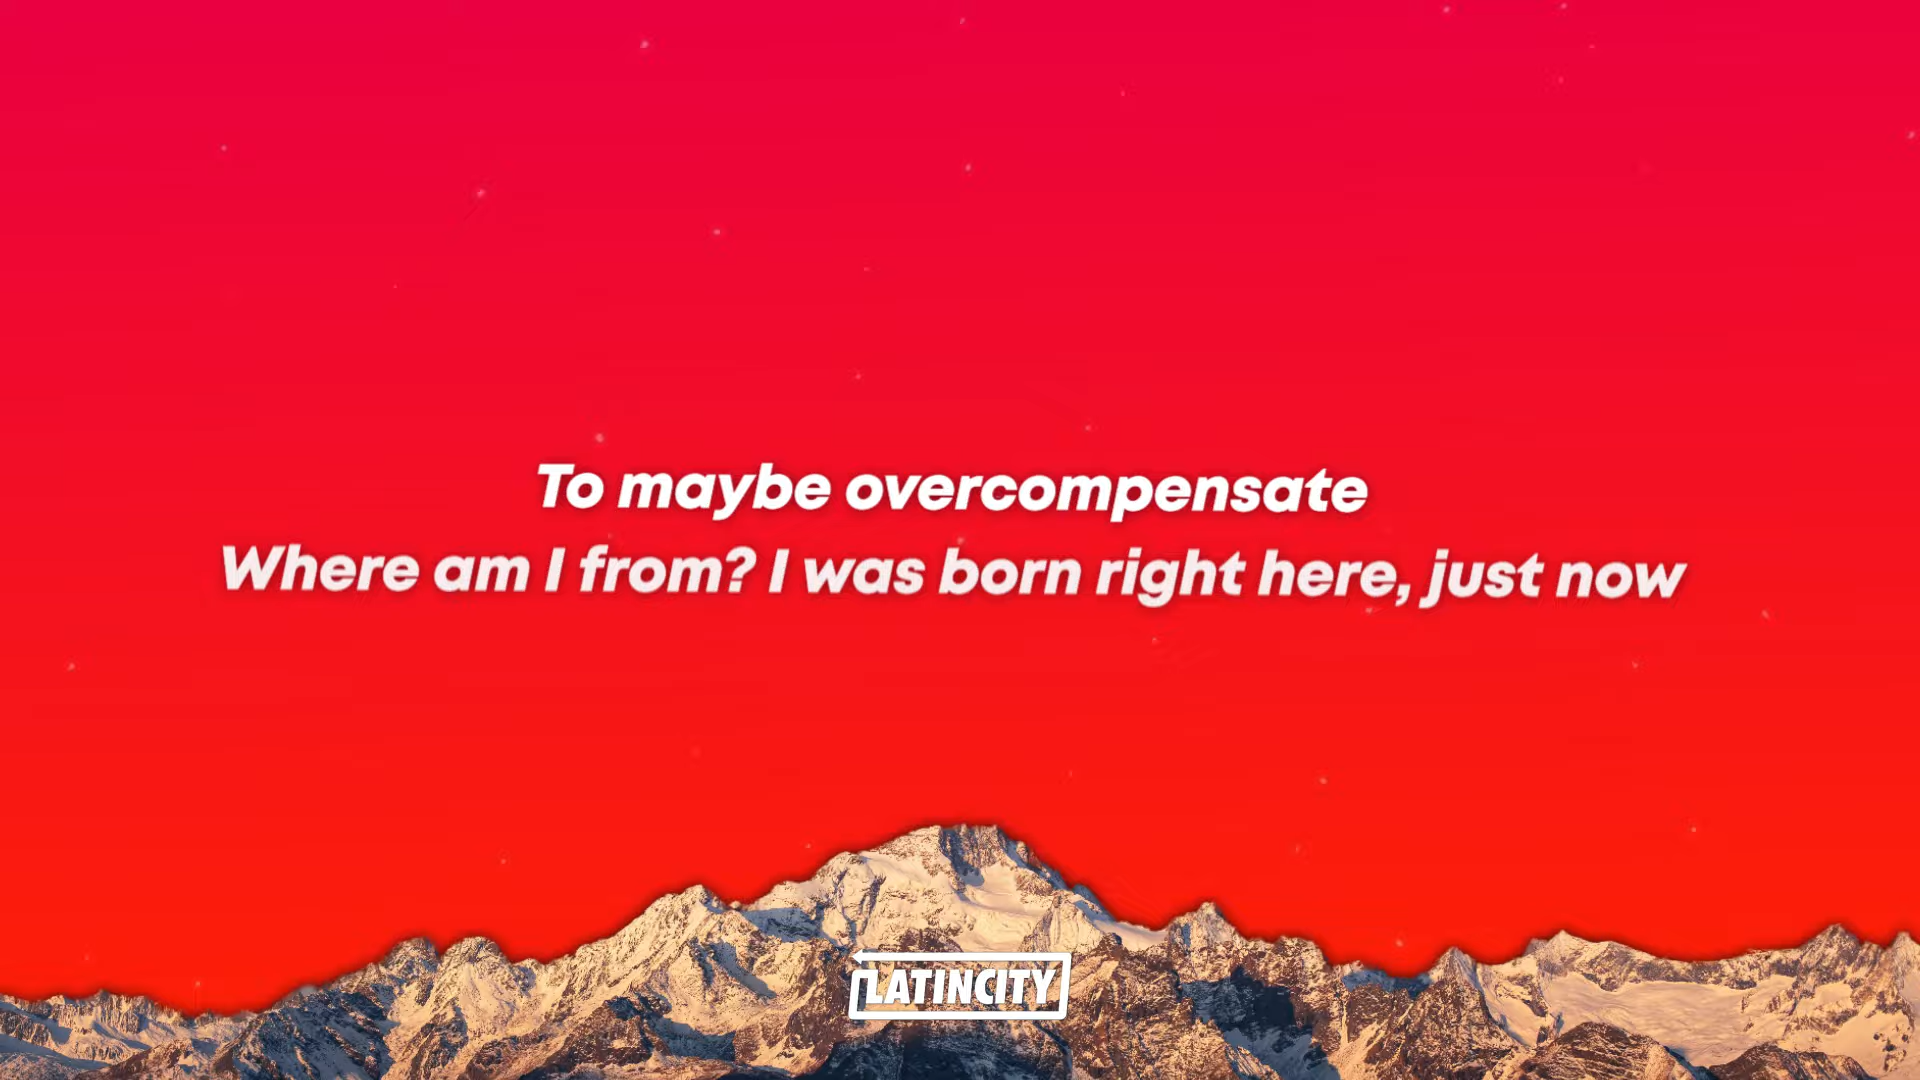 To maybe overcompensate
Where am I from? I was born right here, just now
LATINCITY